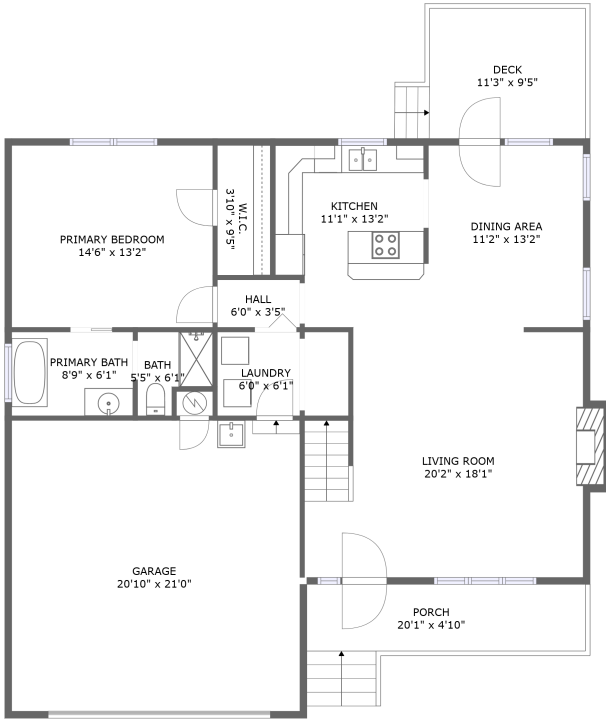 DECK
11'3" x 9'5"
W.I.C.
3'10" x 9'5"
KITCHEN
11'1" x 13'2"
DINING AREA
11'2" x 13'2"
PRIMARY BEDROOM
14'6" x 13'2"
HALL
6'0" x 3'5"
PRIMARY BATH
8'9" x 6'1"
BATH
5'5" x 6'1"
LAUNDRY
6'0" x 6'1"
LIVING ROOM
20'2" x 18'1"
GARAGE
20'10" x 21'0"
PORCH
20'1" x 4'10"